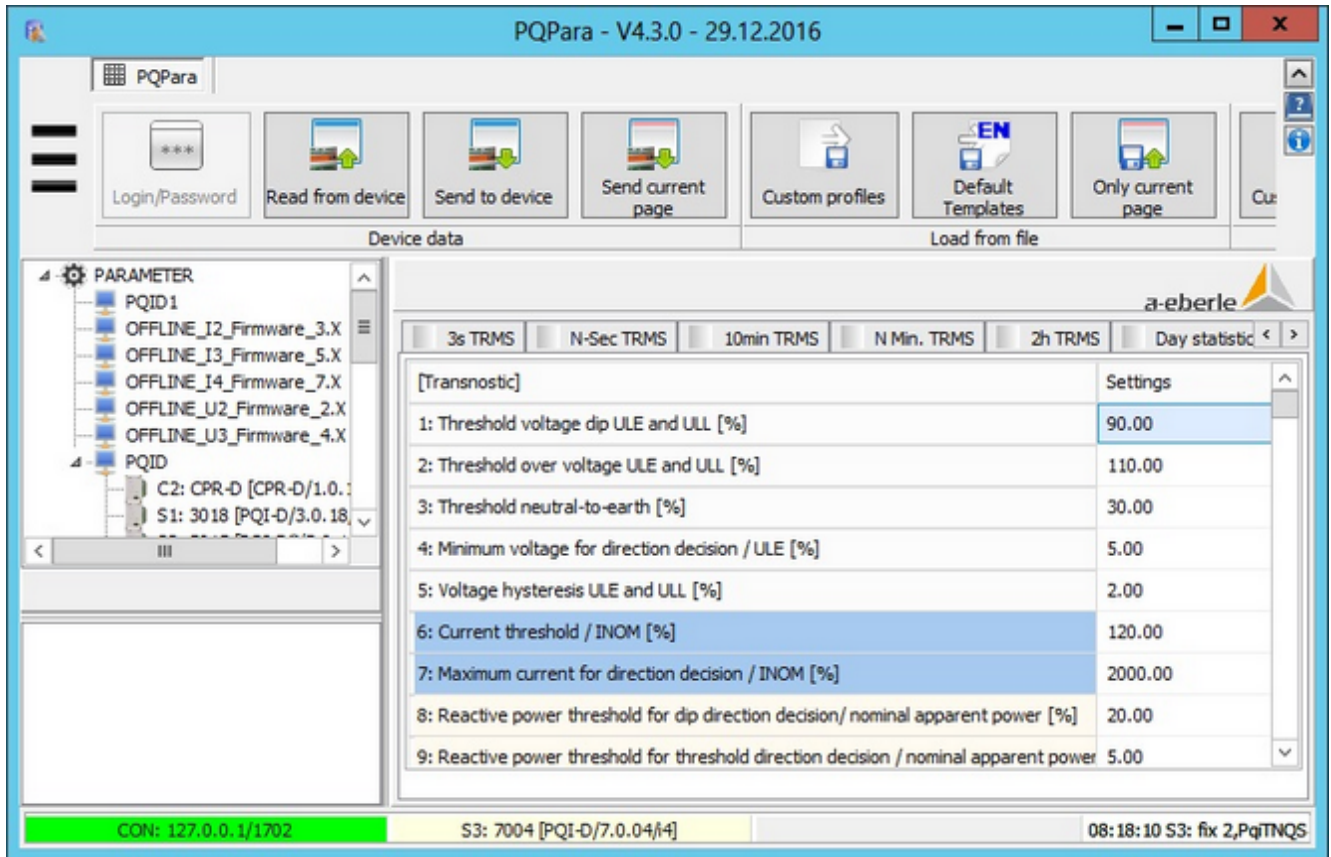 PQPara - V4.3.0 - 29.12.2016
PQPara
Login/Password
Read from device
Send to device
Send current
page
Custom profiles
EN
Default
Templates
Only current
page
Device data
Load from file
PARAMETER
PQID1
OFFLINE_I2_Firmware_3.X
OFFLINE_I3_Firmware_5.X
OFFLINE_I4_Firmware_7.X
OFFLINE_U2_Firmware_2.X
OFFLINE_U3_Firmware_4.X
PQID
C2: CPR-D [CPR-D/1.0.
S1: 3018 [PQI-D/3.0.18
a-eberle
3s TRMS
N-Sec TRMS
10min TRMS
N Min. TRMS
2h TRMS
Day statistic
[Transnostic] Settings
1: Threshold voltage dip ULE and ULL [%] 90.00
2: Threshold over voltage ULE and ULL [%] 110.00
3: Threshold neutral-to-earth [%] 30.00
4: Minimum voltage for direction decision / ULE [%] 5.00
5: Voltage hysteresis ULE and ULL [%] 2.00
6: Current threshold / INOM [%] 120.00
7: Maximum current for direction decision / INOM [%] 2000.00
8: Reactive power threshold for dip direction decision/ nominal apparent power [%] 20.00
9: Reactive power threshold for threshold direction decision / nominal apparent power 5.00
CON: 127.0.0.1/1702
S3: 7004 [PQI-D/7.0.04/i4]
08:18:10 S3: fix 2,PqiTNQS